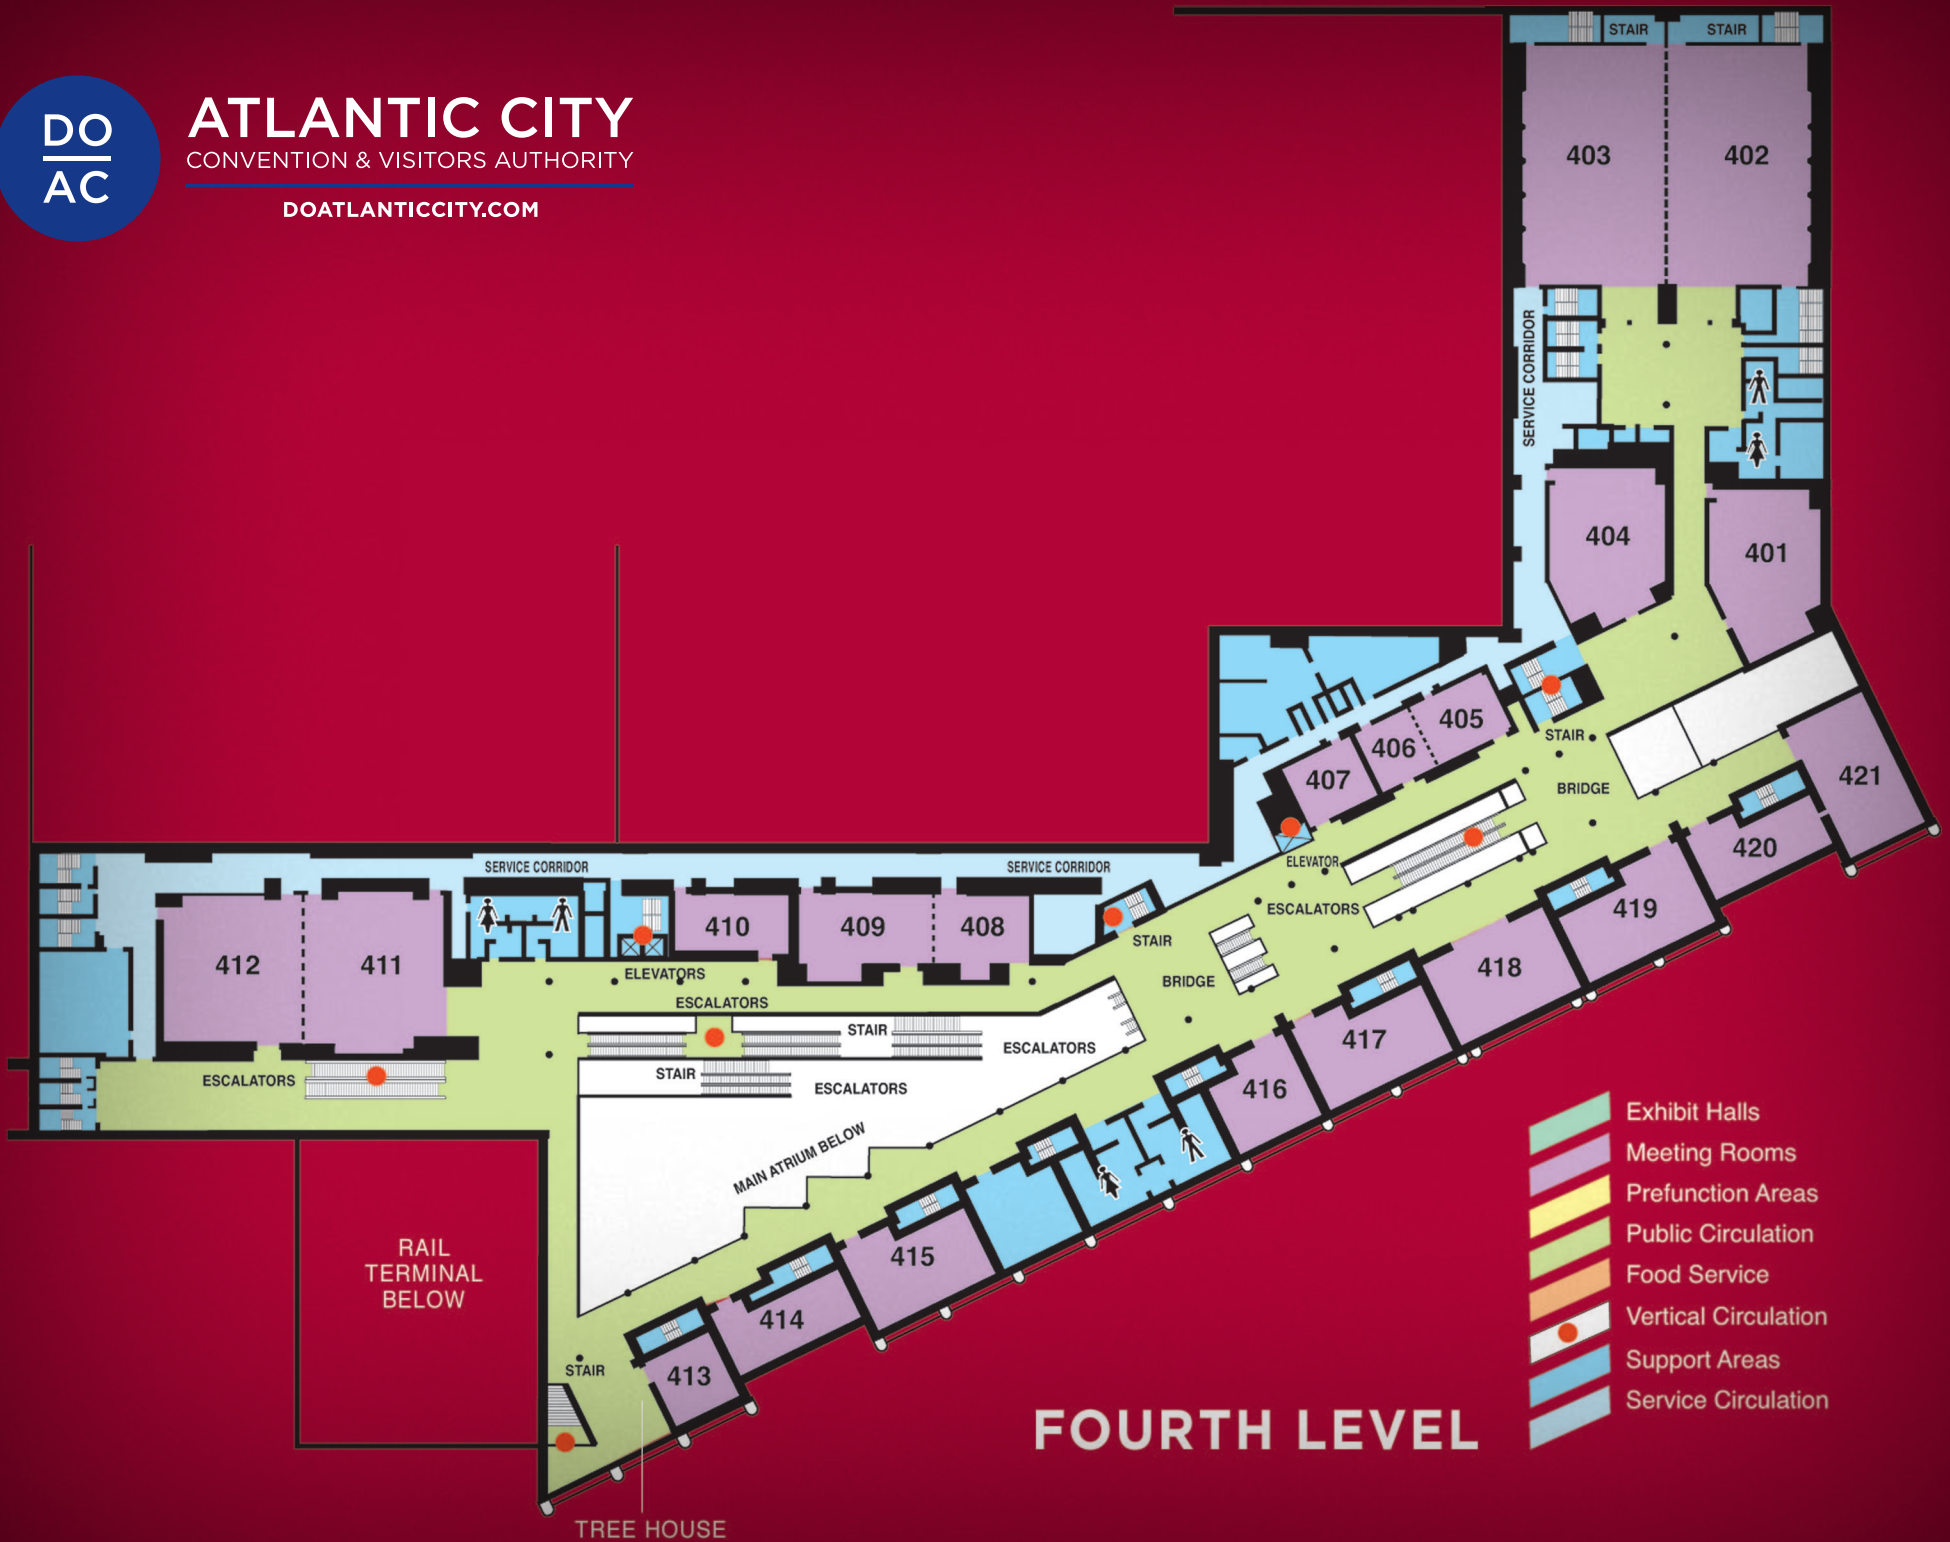 DO
AC
ATLANTIC CITY
CONVENTION & VISITORS AUTHORITY
DOATLANTICCITY.COM
STAIR
STAIR
403
402
SERVICE CORRIDOR
404
401
405
406
407
STAIR
BRIDGE
421
420
ELEVATOR
ESCALATORS
419
418
SERVICE CORRIDOR
SERVICE CORRIDOR
412
411
410
409
408
STAIR
ELEVATORS
ESCALATORS
BRIDGE
STAIR
ESCALATORS
417
STAIR
ESCALATORS
ESCALATORS
416
MAIN ATRIUM BELOW
415
414
413
STAIR
RAIL
TERMINAL
BELOW
TREE HOUSE
Exhibit Halls
Meeting Rooms
Prefunction Areas
Public Circulation
Food Service
Vertical Circulation
Support Areas
Service Circulation
FOURTH LEVEL